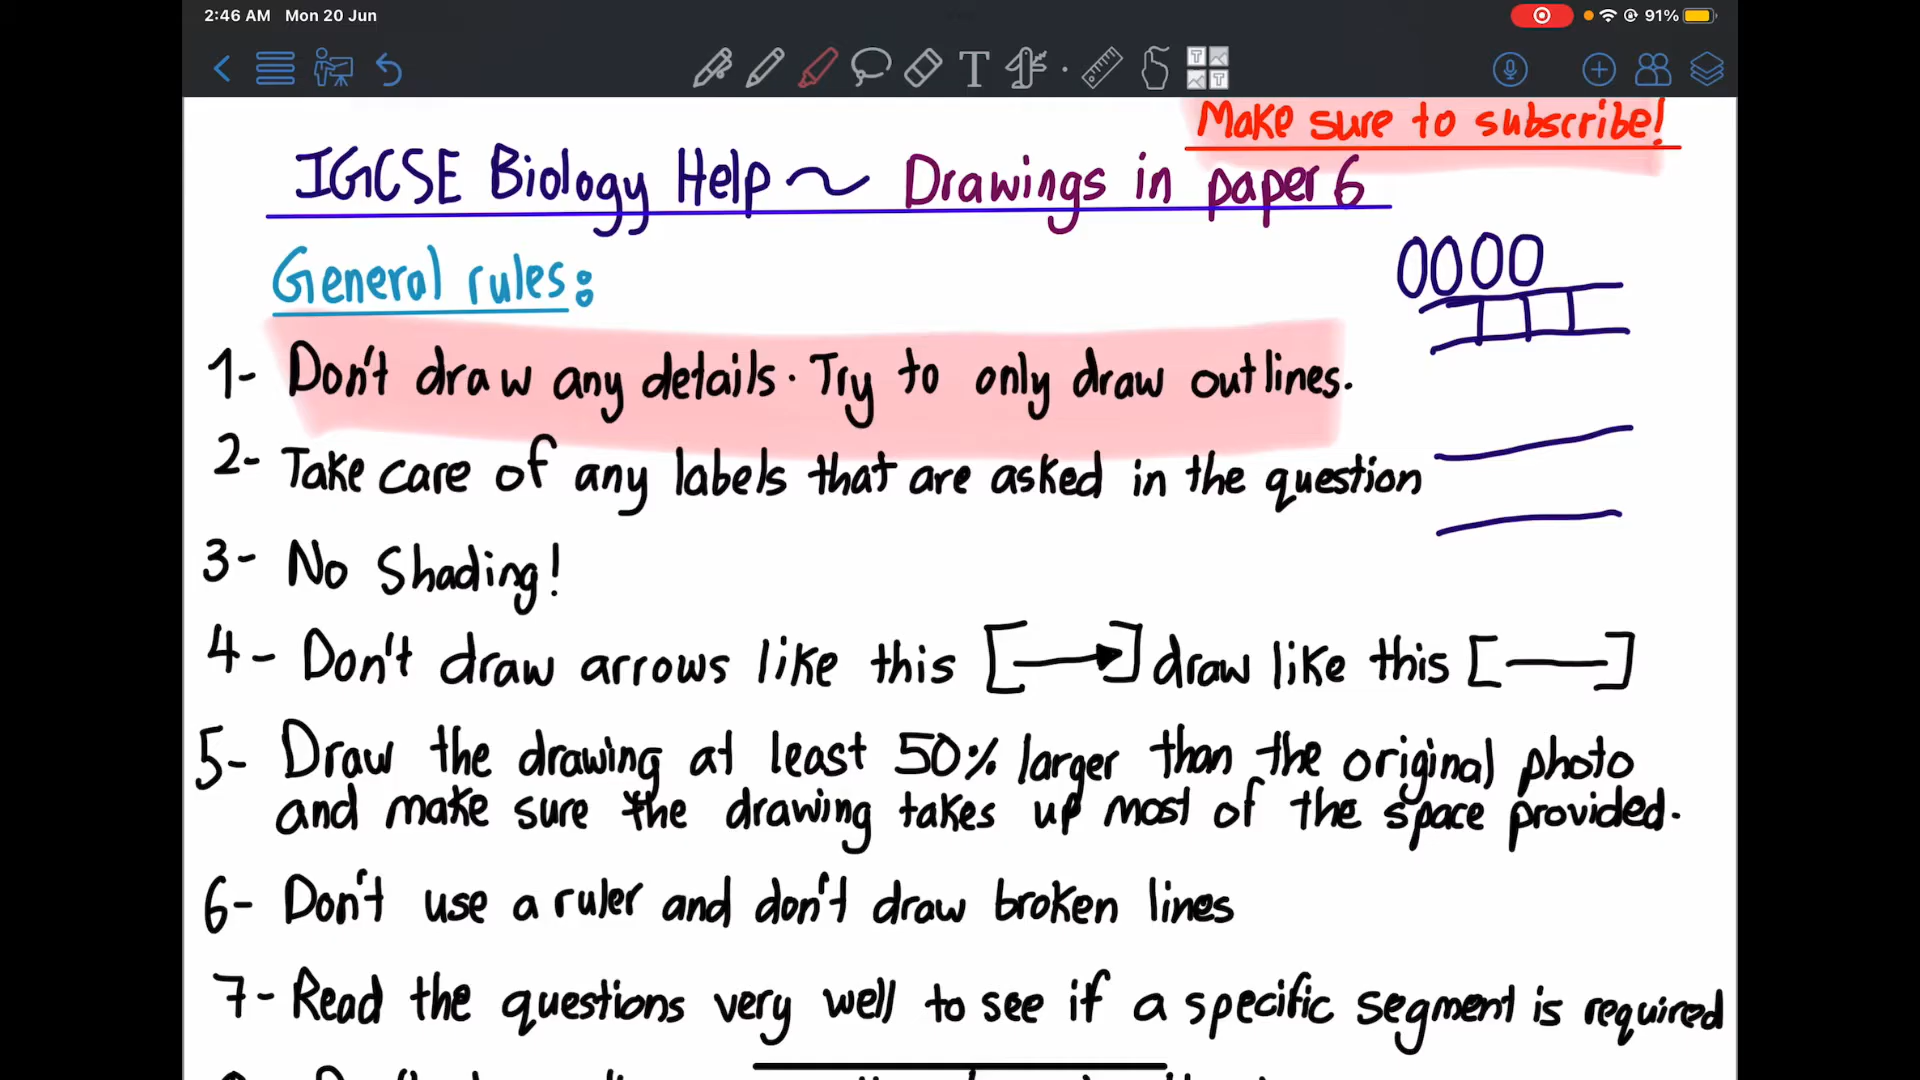 2:46 AM Mon 20 Jun
91%
Make sure to subscribe!
IGCSE Biology Help ~ Drawings in paper 6
General rules:
1- Don't draw any details. Try to only draw outlines.
2- Take care of any labels that are asked in the question
3- No Shading!
4- Don't draw arrows like this [→] draw like this [—]
5- Draw the drawing at least 50% larger than the original photo
and make sure the drawing takes up most of the space provided.
6- Don't use a ruler and don't draw broken lines
7- Read the questions very well to see if a specific segment is required